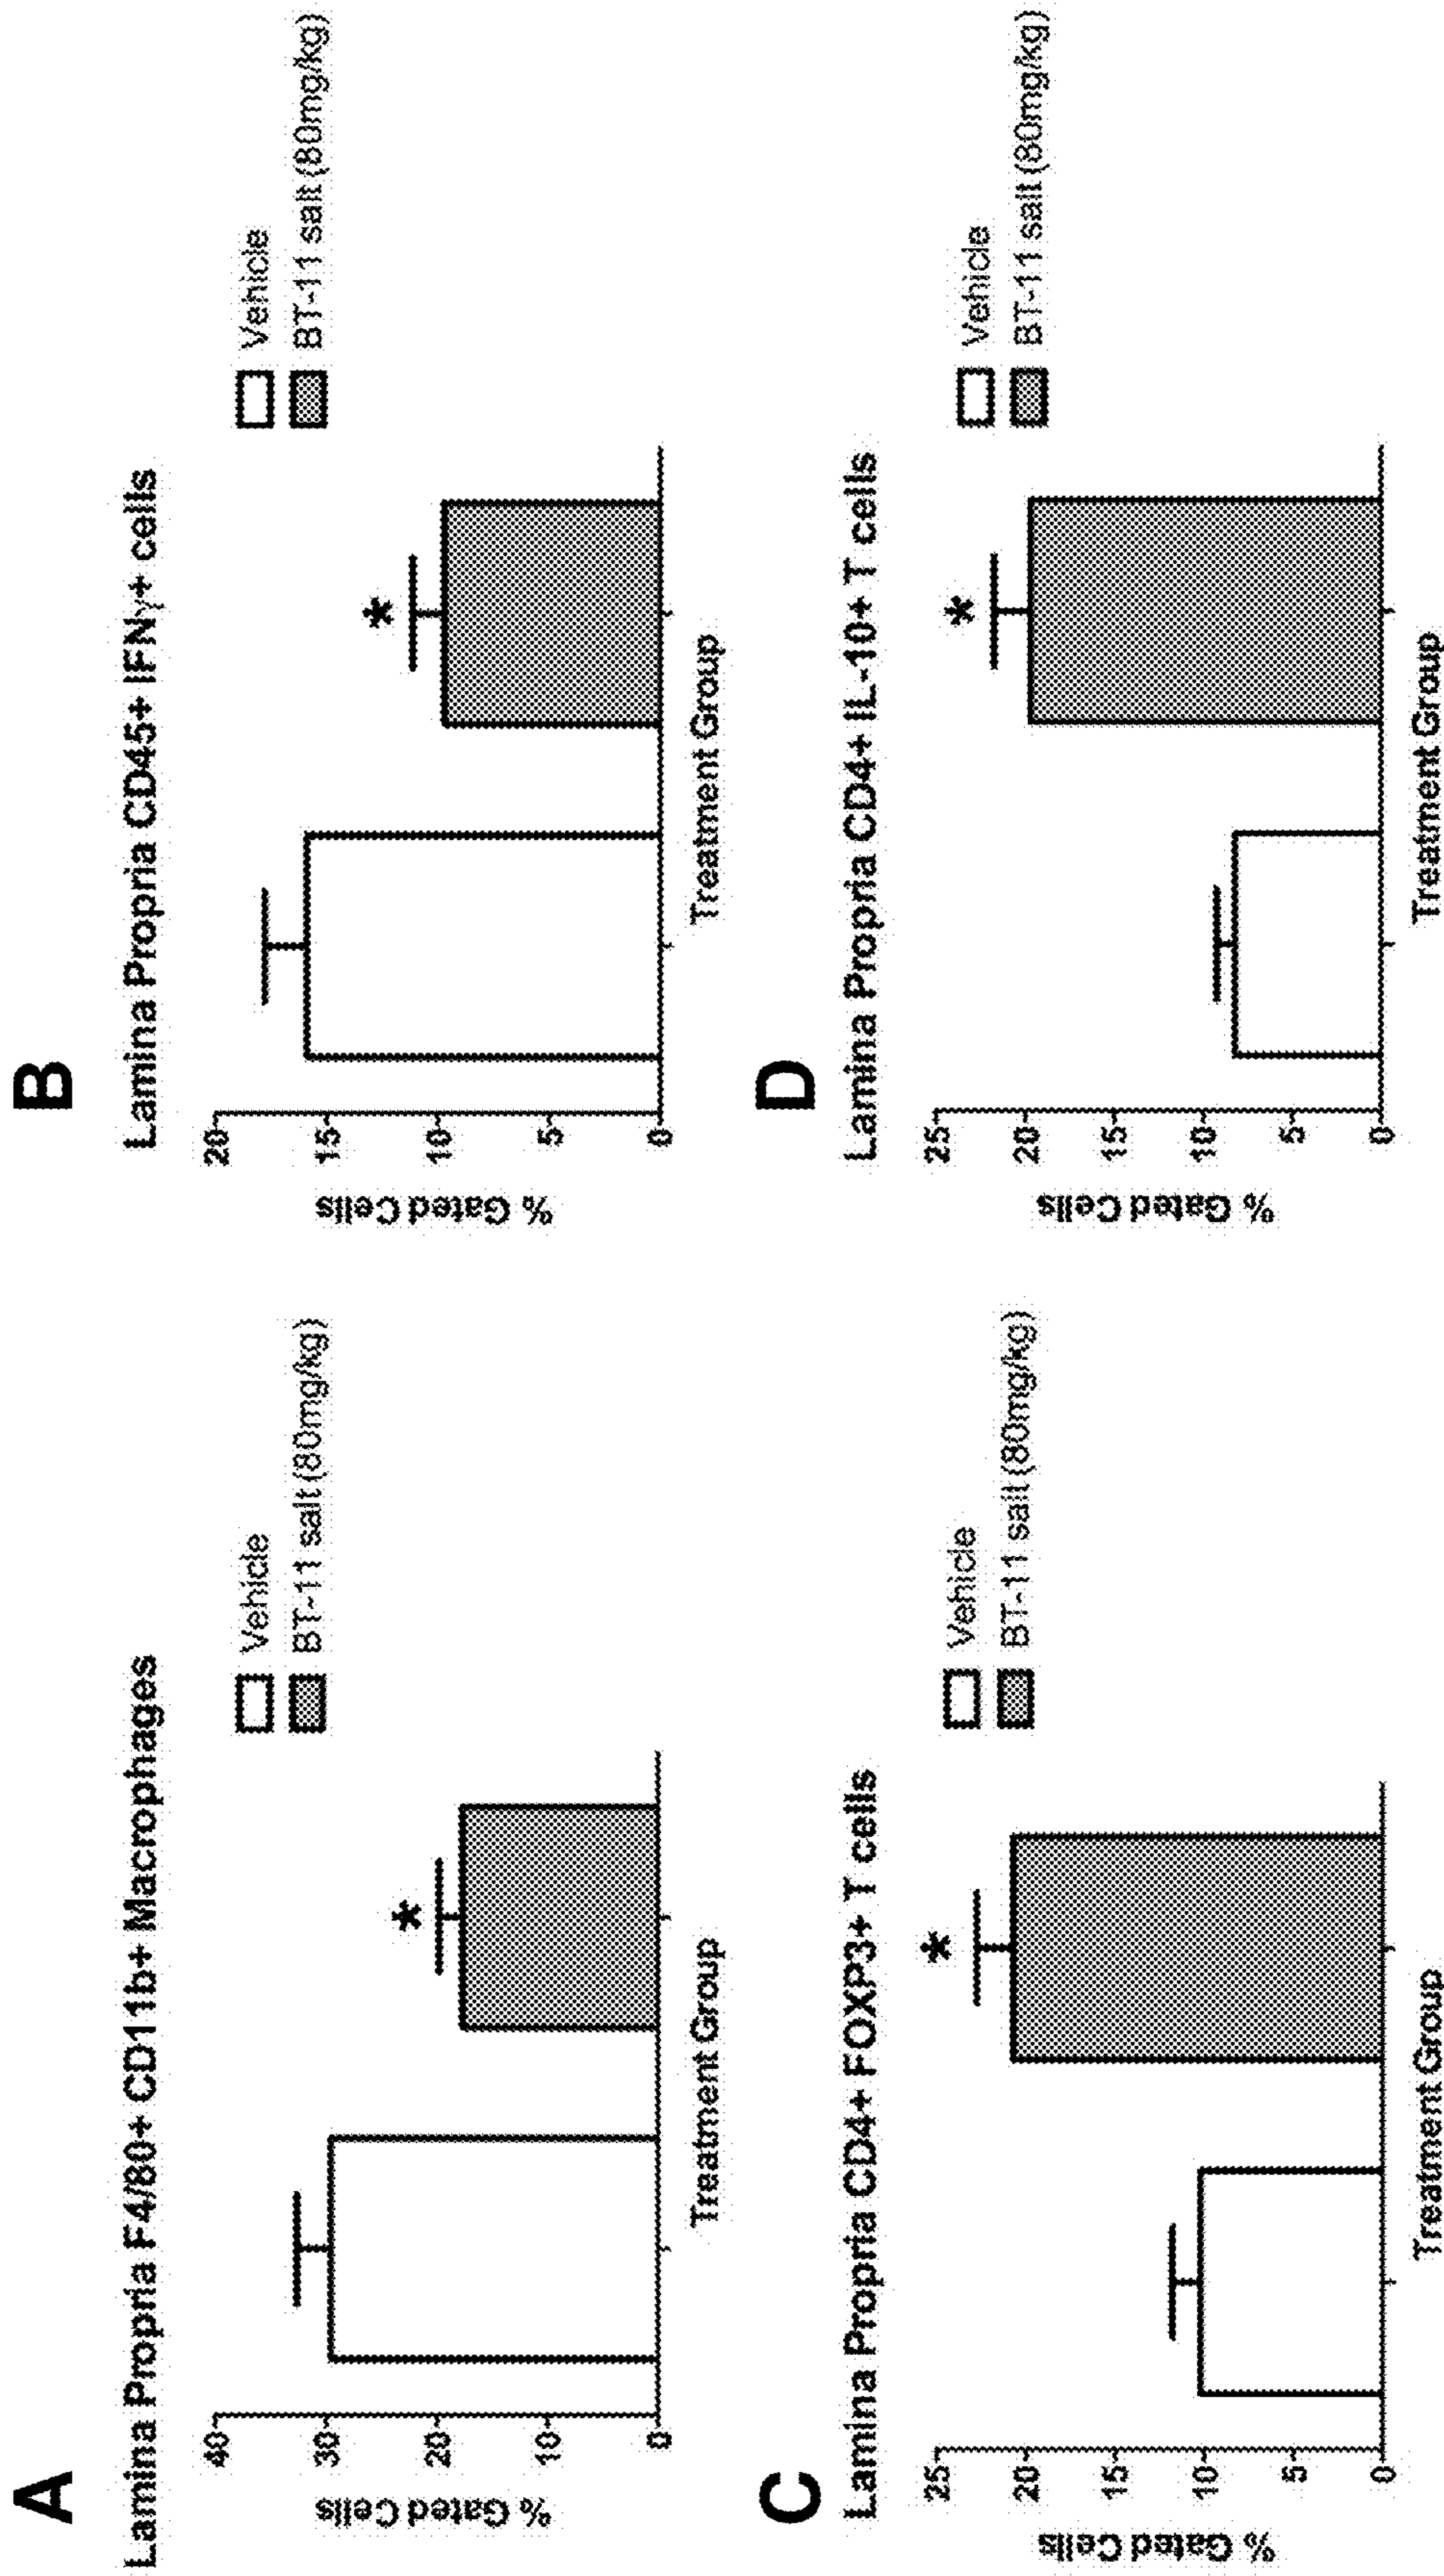 A
Lamina Propria F4/80+ CD11b+ Macrophages
% Gated Cells
40
30
20
10
0
*
Treatment Group
Vehicle
BT-11 salt (80mg/kg)
B
Lamina Propria CD45+ IFNγ+ cells
% Gated Cells
20
15
10
5
0
*
Treatment Group
Vehicle
BT-11 salt (80mg/kg)
C
Lamina Propria CD4+ FOXP3+ T cells
% Gated Cells
25
20
15
10
5
0
*
Treatment Group
Vehicle
BT-11 salt (80mg/kg)
D
Lamina Propria CD4+ IL-10+ T cells
% Gated Cells
25
20
15
10
5
0
*
Treatment Group
Vehicle
BT-11 salt (80mg/kg)